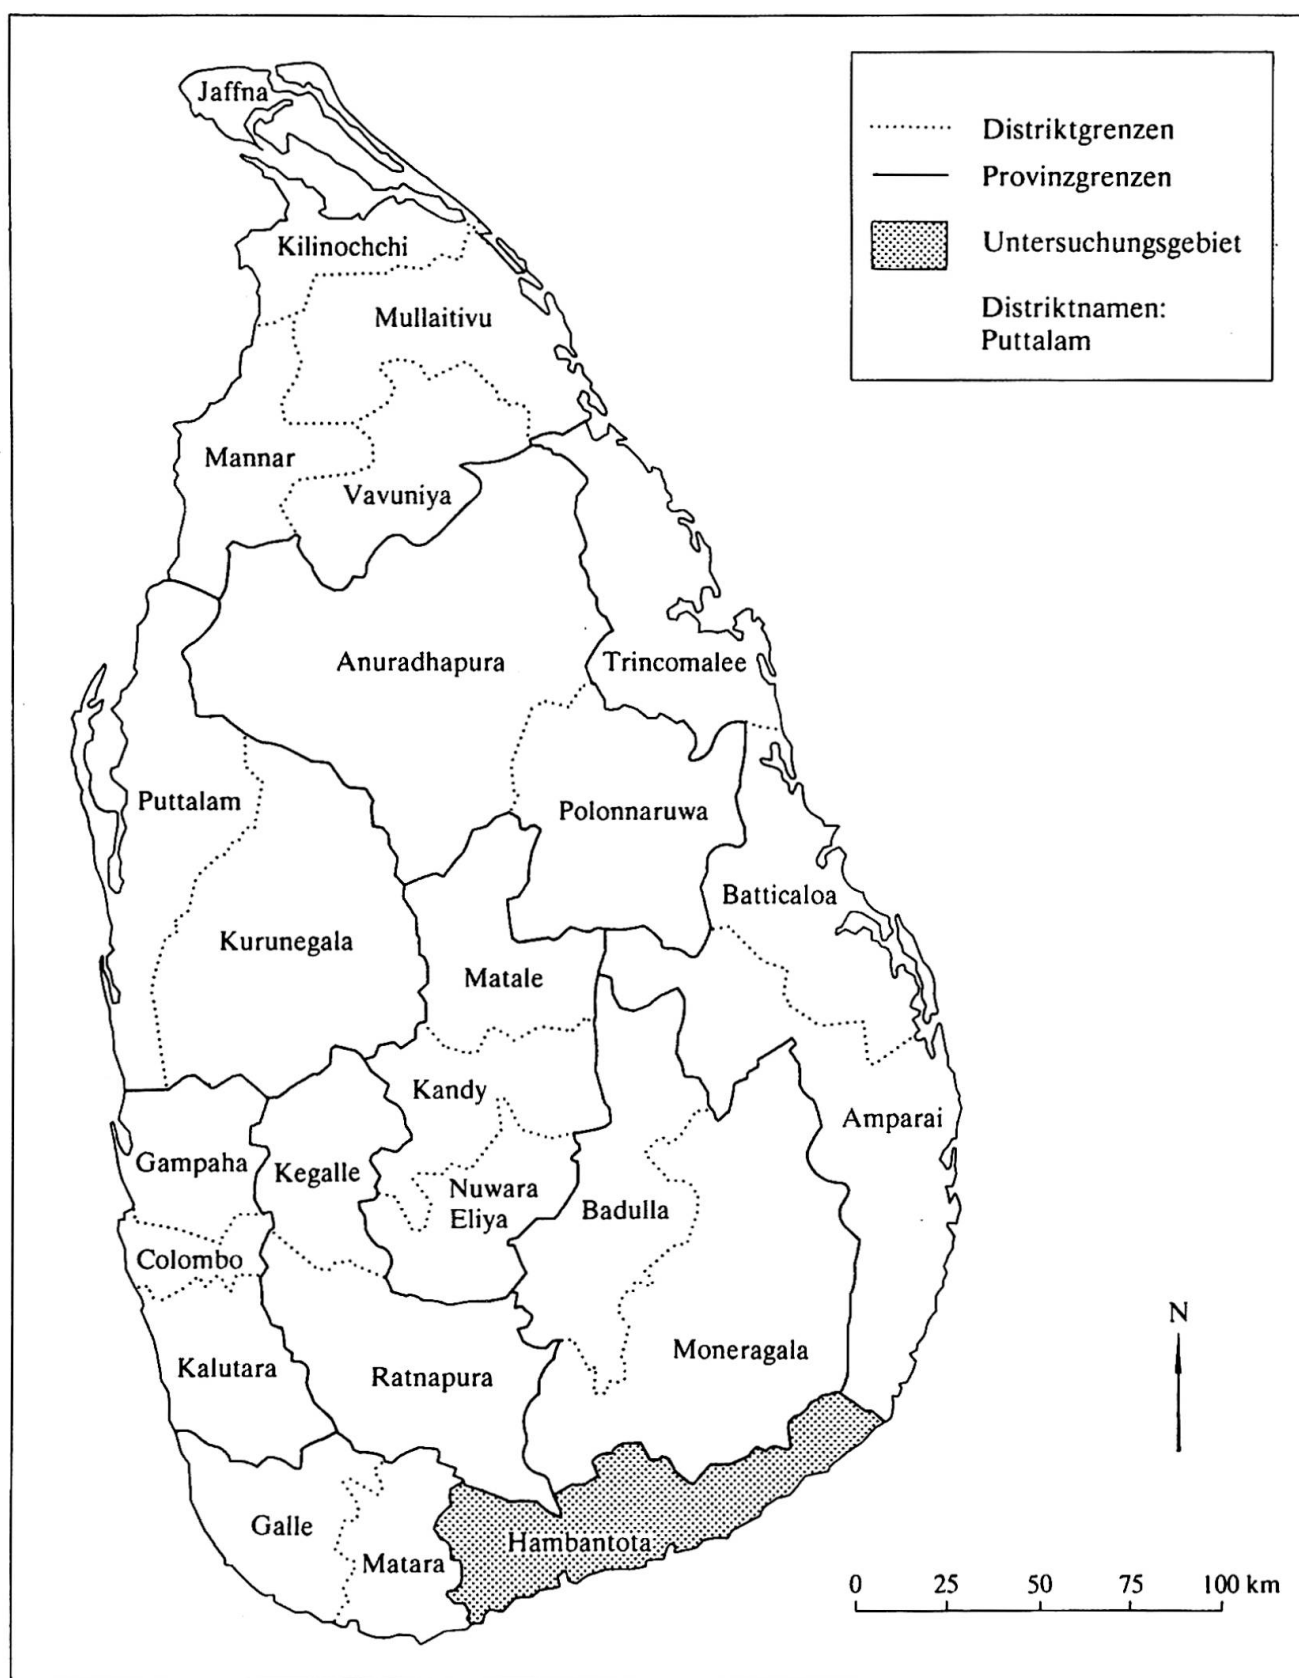 Jaffna
Distriktgrenzen
Provinzgrenzen
Untersuchungsgebiet
Distriktnamen:
Puttalam
Kilinochchi
Mullaitivu
Mannar
Vavuniya
Anuradhapura
Trincomalee
Puttalam
Polonnaruwa
Batticaloa
Kurunegala
Matale
Kandy
Amparai
Gampaha
Kegalle
Nuwara
Eliya
Badulla
Colombo
N
Moneragala
Kalutara
Ratnapura
Galle
Hambantota
Matara
0 25 50 75 100 km